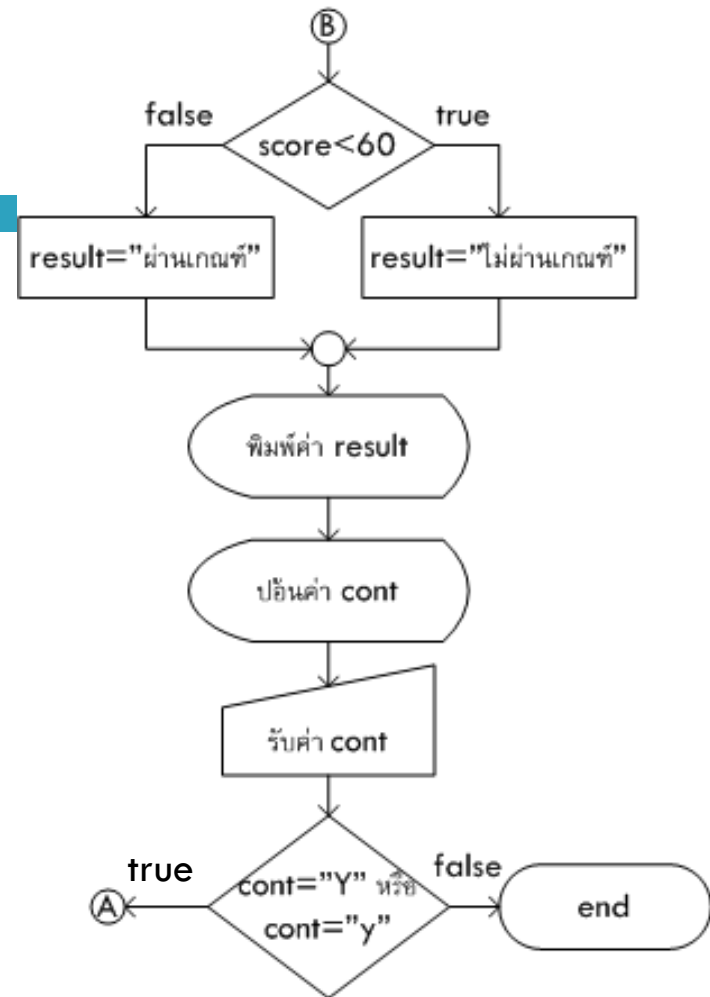 B
false
true
score<60
result="ผ่านเกณฑ์"
result="ไม่ผ่านเกณฑ์"
พิมพ์ค่า result
ป้อนค่า cont
รับค่า cont
true
cont="Y" หรือ
cont="y"
false
A
end